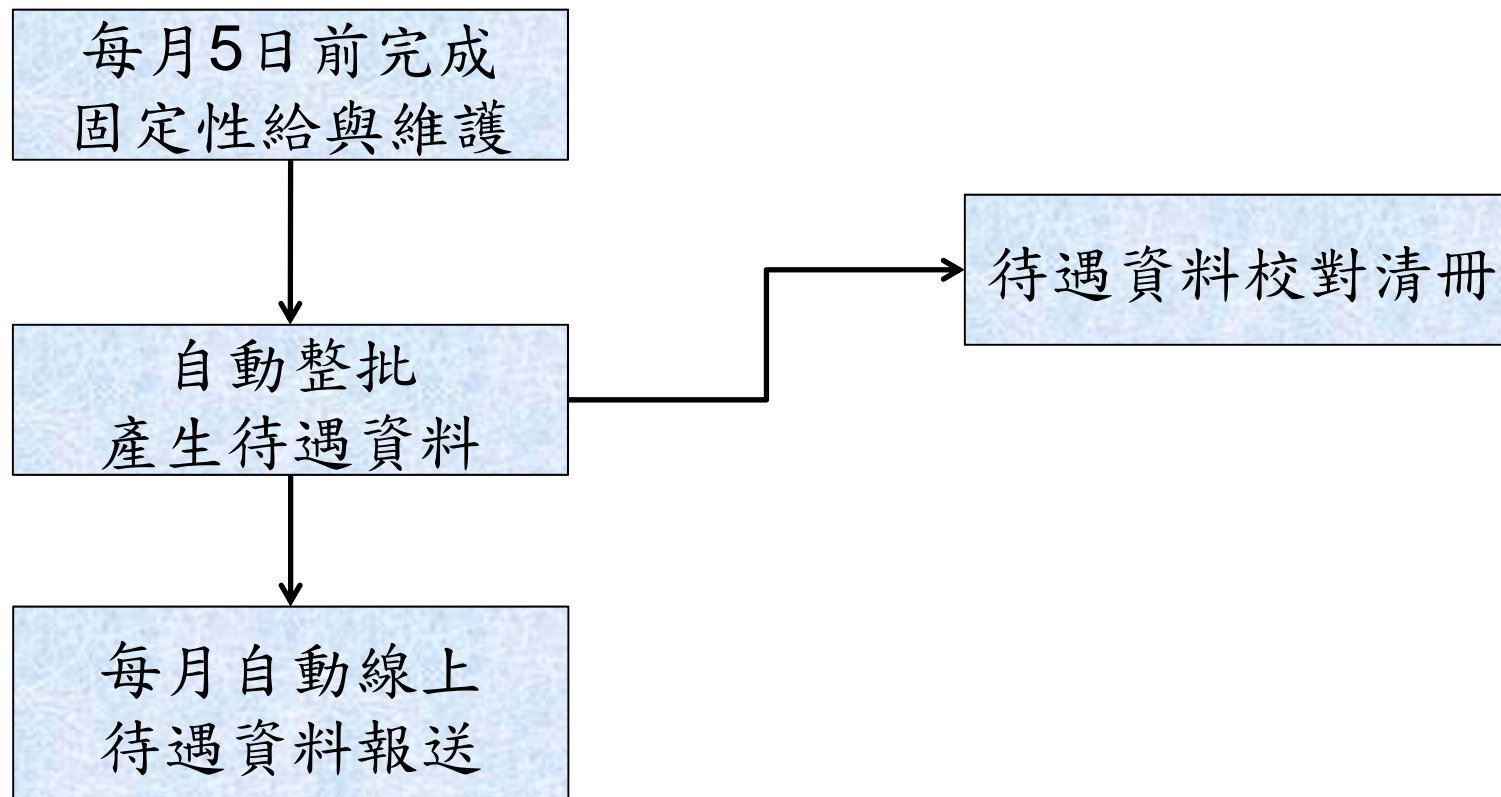 每月5日前完成
固定性給與維護
待遇資料校對清冊
自動整批
產生待遇資料
每月自動線上
待遇資料報送